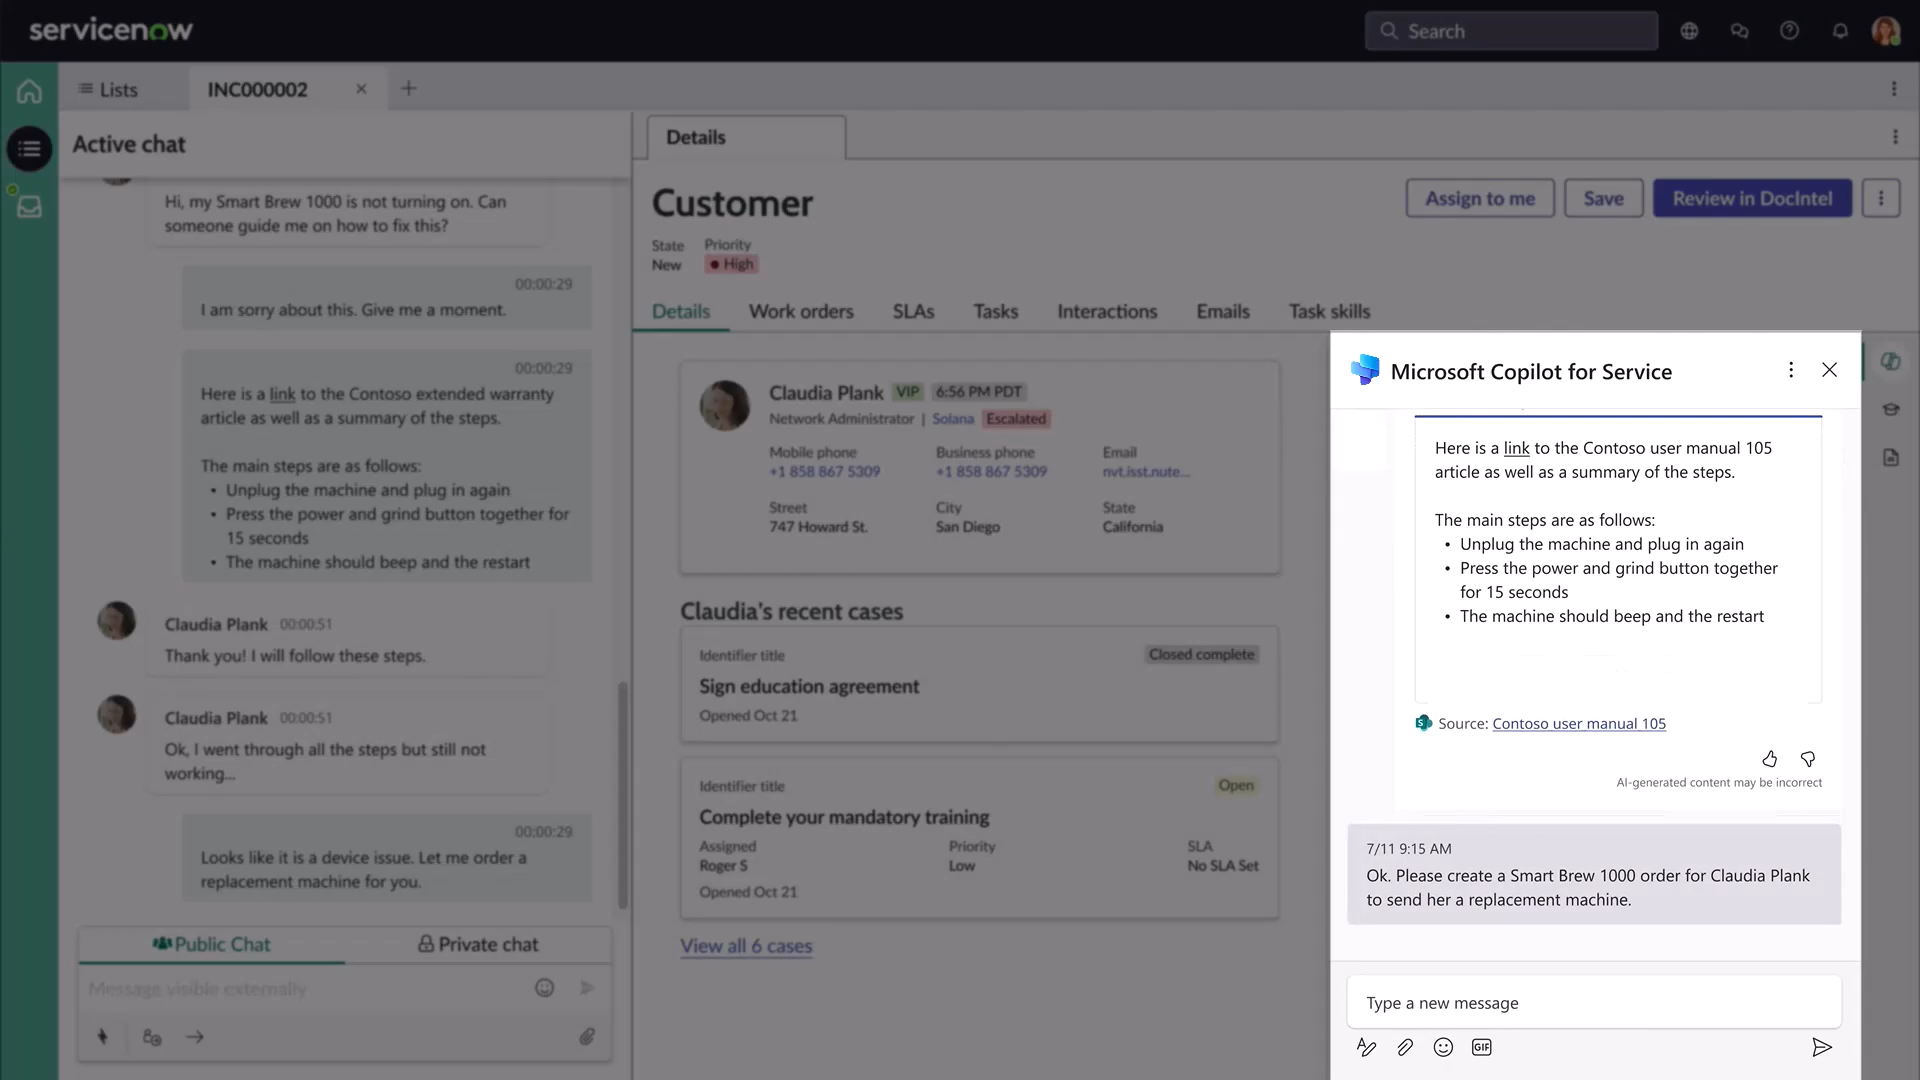 servicenow
Search
Lists
INC000002
Active chat
Hi, my Smart Brew 1000 is not turning on. Can
someone guide me on how to fix this?
00:00:29
I am sorry about this. Give me a moment.
00:00:29
Here is a link to the Contoso extended warranty
article as well as a summary of the steps.
The main steps are as follows:
• Unplug the machine and plug in again
• Press the power and grind button together for
15 seconds
• The machine should beep and the restart
Claudia Plank 00:00:51
Thank you! I will follow these steps.
Claudia Plank 00:00:51
Ok, I went through all the steps but still not
working...
00:00:29
Looks like it is a device issue. Let me order a
replacement machine for you.
Public Chat
Private chat
Message visible externally
Details
Customer
Assign to me
Save
Review in DocIntel
State
Priority
New
High
Details
Work orders
SLAs
Tasks
Interactions
Emails
Task skills
Claudia Plank VIP 6:56 PM PDT
Network Administrator | Solana Escalated
Mobile phone
Business phone
Email
+1 858 867 5309
+1 858 867 5309
nvt.isst.nute...
Street
City
State
747 Howard St.
San Diego
California
Claudia's recent cases
Identifier title
Closed complete
Sign education agreement
Opened Oct 21
Identifier title
Open
Complete your mandatory training
Assigned
Priority
SLA
Roger S
Low
No SLA Set
Opened Oct 21
View all 6 cases
Microsoft Copilot for Service
Here is a link to the Contoso user manual 105
article as well as a summary of the steps.
The main steps are as follows:
• Unplug the machine and plug in again
• Press the power and grind button together
for 15 seconds
• The machine should beep and the restart
S
Source: Contoso user manual 105
AI-generated content may be incorrect
7/11 9:15 AM
Ok. Please create a Smart Brew 1000 order for Claudia Plank
to send her a replacement machine.
Type a new message
GIF